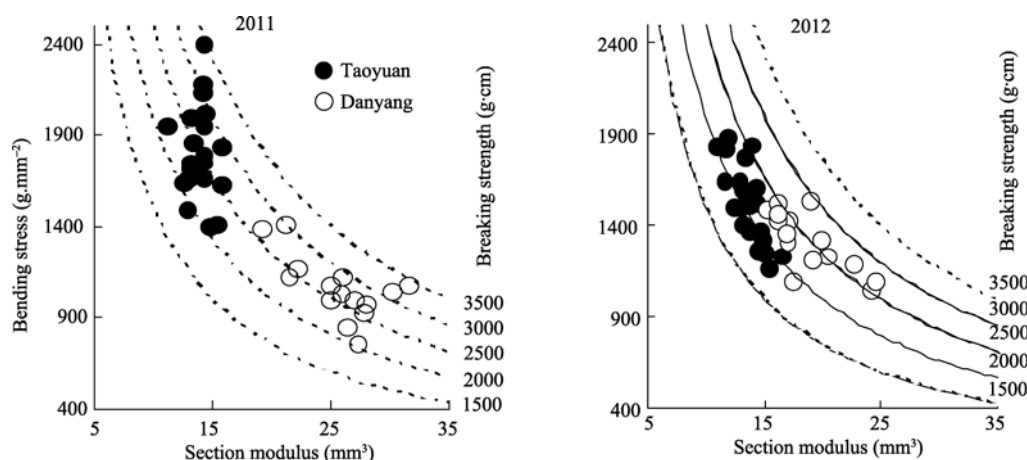 2011
2400
1900
1400
900
400
Bending stress (g.mm⁻²)
Taoyuan
Danyang
Breaking strength (g·cm)
3500
3000
2500
2000
1500
5 15 25 35
Section modulus (mm³)
2012
2400
1900
1400
900
400
Breaking strength (g·cm)
3500
3000
2500
2000
1500
5 15 25 35
Section modulus (mm³)